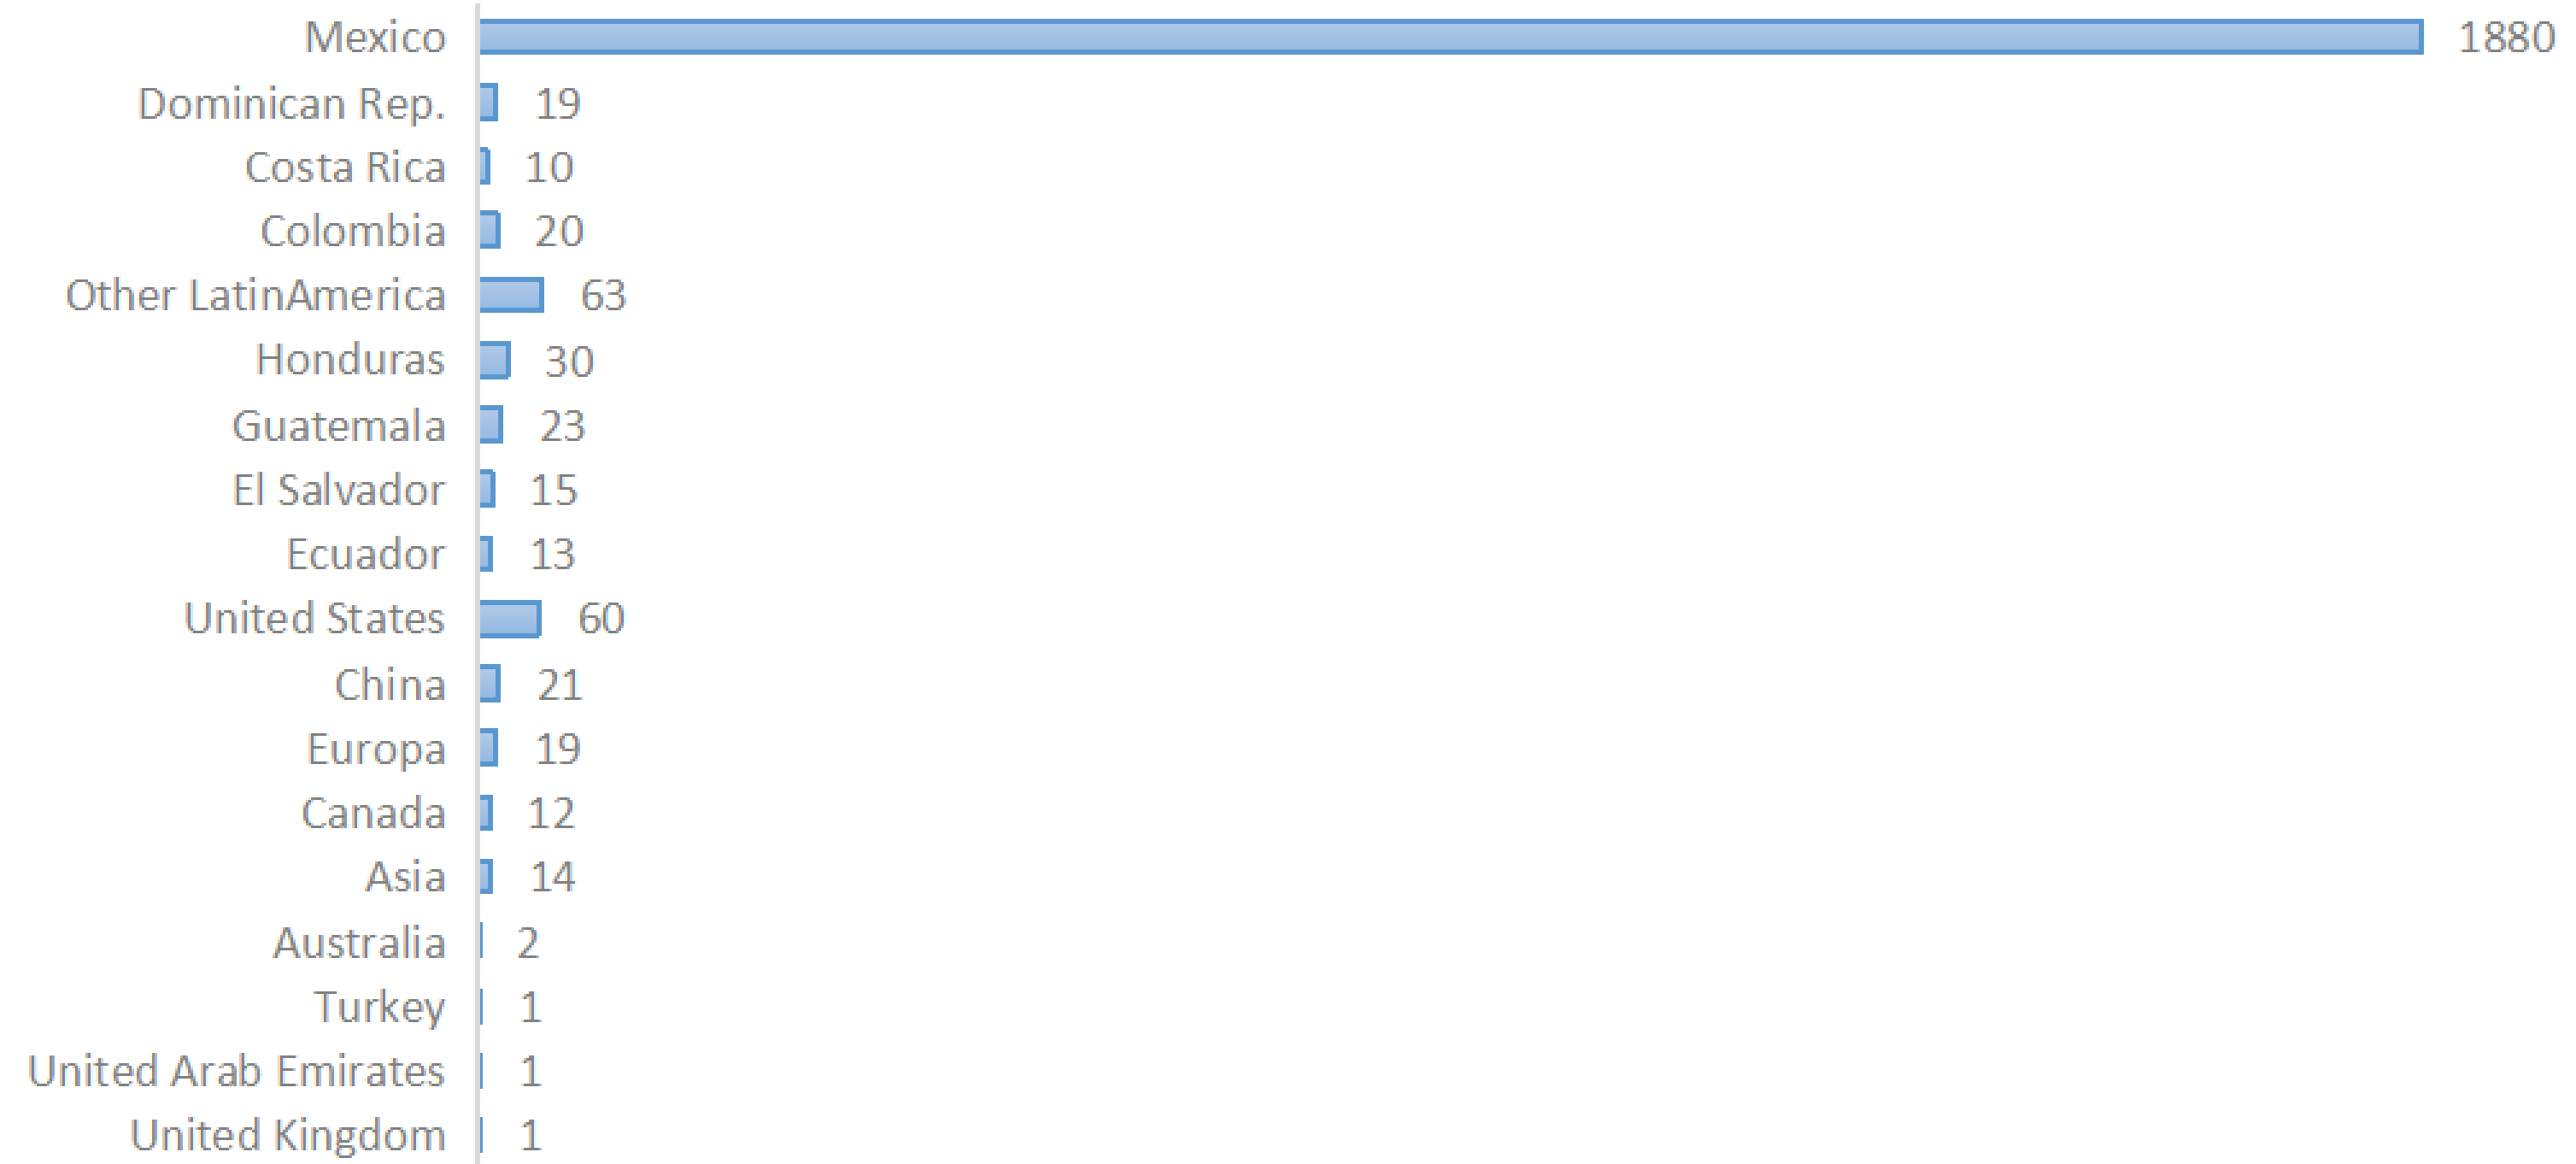 Mexico 1880
Dominican Rep. 19
Costa Rica 10
Colombia 20
Other LatinAmerica 63
Honduras 30
Guatemala 23
El Salvador 15
Ecuador 13
United States 60
China 21
Europa 19
Canada 12
Asia 14
Australia 2
Turkey 1
United Arab Emirates 1
United Kingdom 1